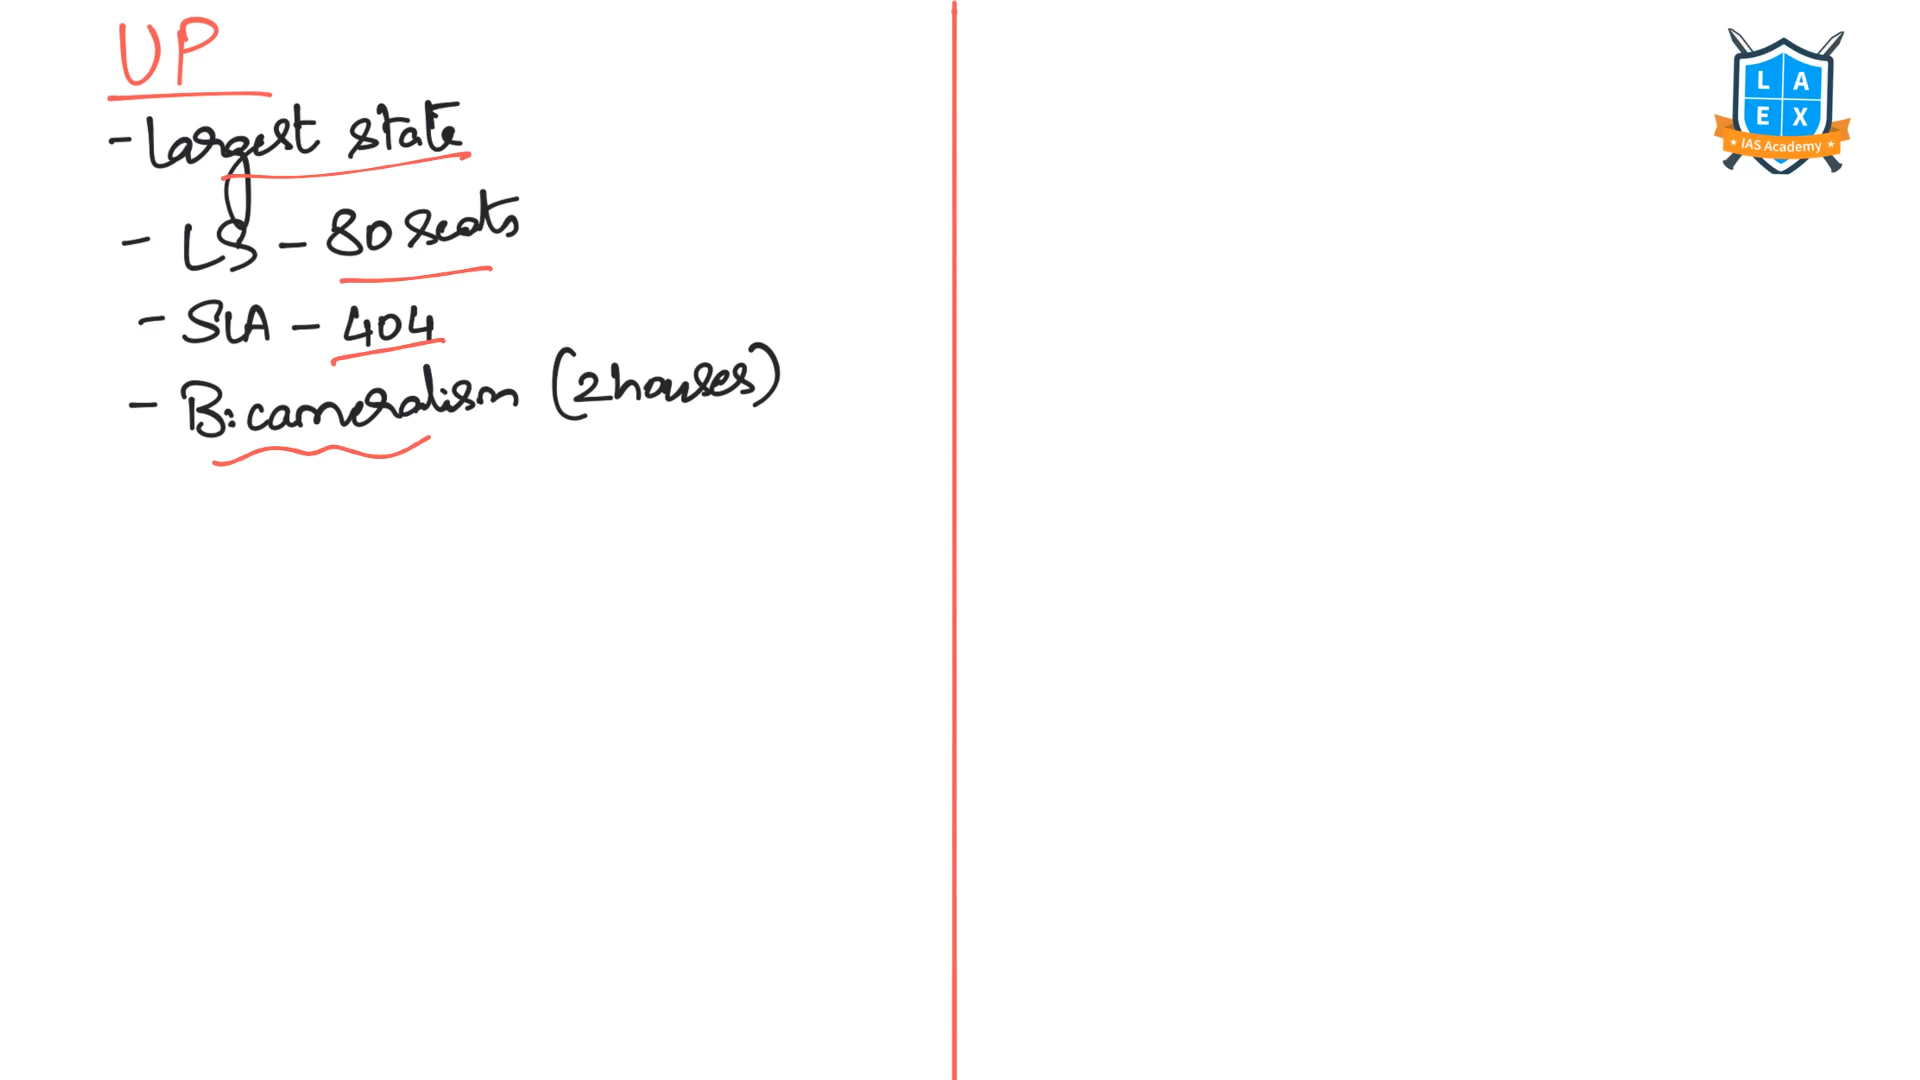 UP
- Largest state
- LS - 80 seats
- SLA - 404
- Bicameralism (2 houses)
L A
E X
IAS Academy